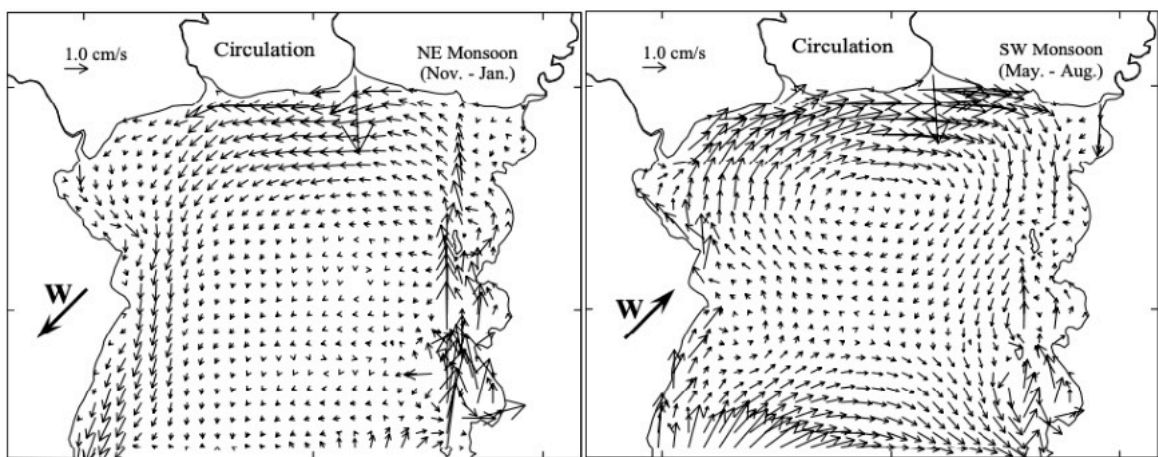 1.0 cm/s
Circulation
NE Monsoon
(Nov. - Jan.)
W
1.0 cm/s
Circulation
SW Monsoon
(May. - Aug.)
W